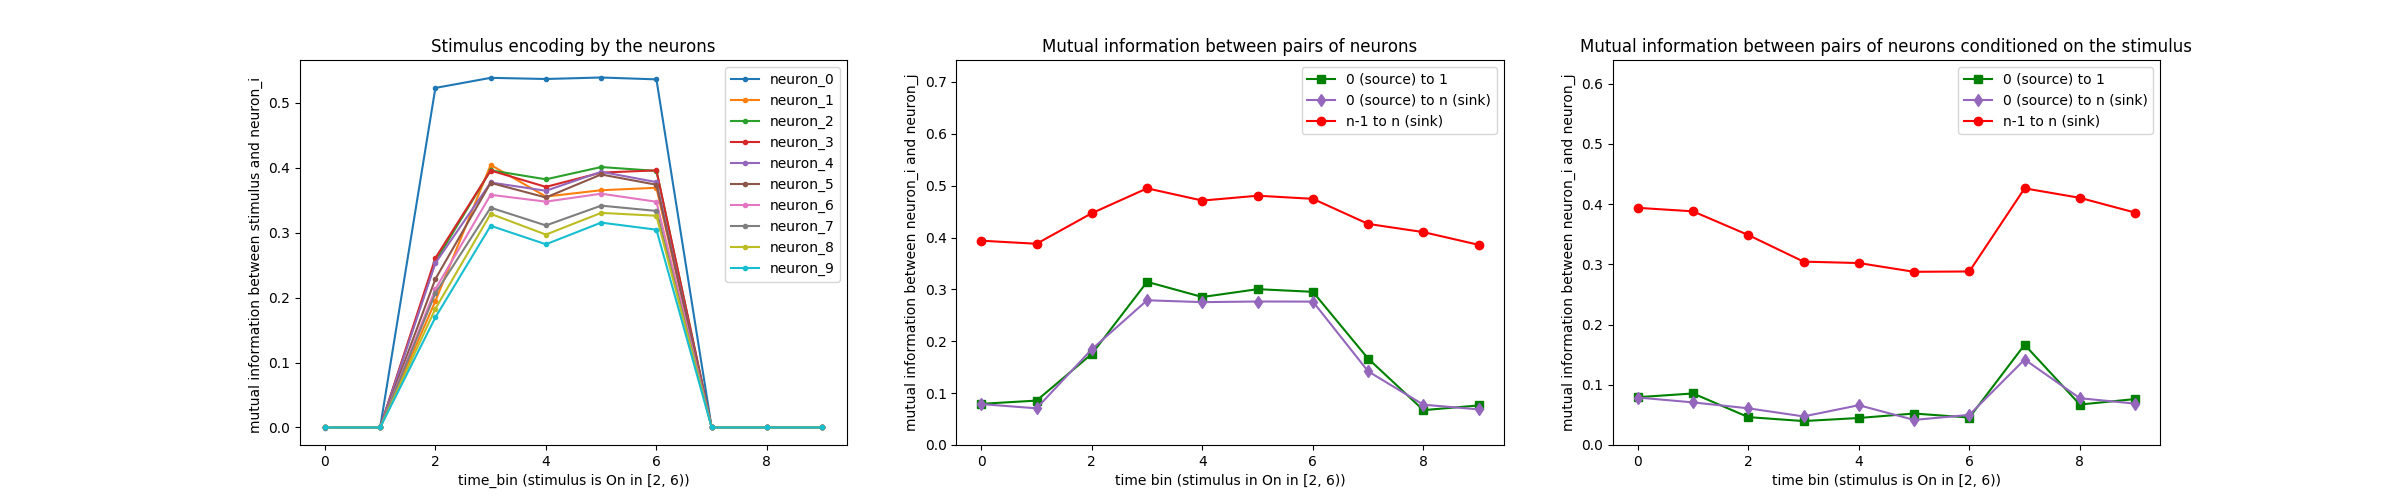 Stimulus encoding by the neurons
mutual information between stimulus and neuron_i
0.5
0.4
0.3
0.2
0.1
0.0
neuron_0
neuron_1
neuron_2
neuron_3
neuron_4
neuron_5
neuron_6
neuron_7
neuron_8
neuron_9
0 2 4 6 8
time_bin (stimulus is On in [2, 6))
Mutual information between pairs of neurons
mutual information between neuron_i and neuron_j
0.7
0.6
0.5
0.4
0.3
0.2
0.1
0.0
0 (source) to 1
0 (source) to n (sink)
n-1 to n (sink)
0 2 4 6 8
time bin (stimulus in On in [2, 6))
Mutual information between pairs of neurons conditioned on the stimulus
mutual information between neuron_i and neuron_j
0.6
0.5
0.4
0.3
0.2
0.1
0.0
0 (source) to 1
0 (source) to n (sink)
n-1 to n (sink)
0 2 4 6 8
time bin (stimulus is On in [2, 6))